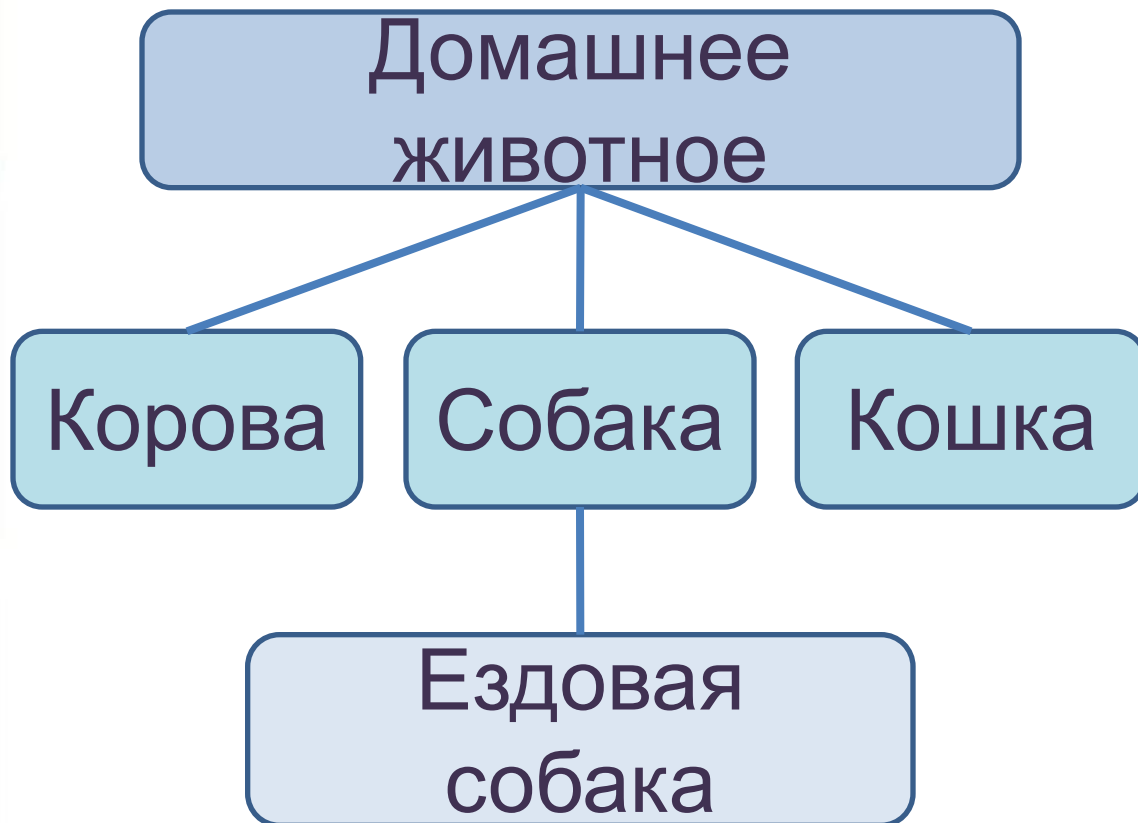 Домашнее
животное
Корова
Собака
Кошка
Ездовая
собака